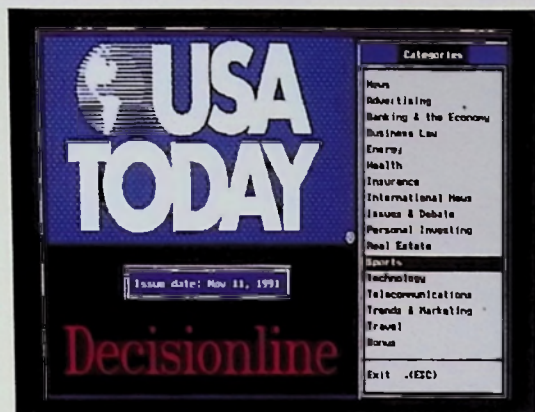 USA
TODAY
®
Issue date: Nov 11, 1991
Decisionline
Categories
News
Advertising
Banking & the Economy
Business Law
Energy
Health
Insurance
International News
Issues & Debate
Personal Investing
Real Estate
Sports
Technology
Telecommunications
Trends & Marketing
Travel
Bonus
Exit .(ESC)